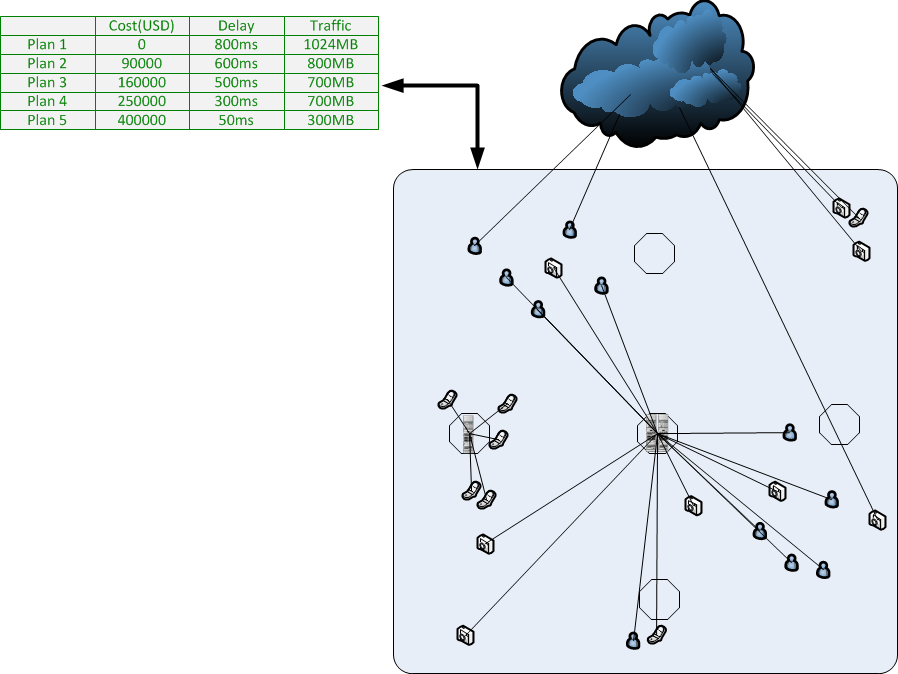 Cost(USD) Delay Traffic
Plan 1 0 800ms 1024MB
Plan 2 90000 600ms 800MB
Plan 3 160000 500ms 700MB
Plan 4 250000 300ms 700MB
Plan 5 400000 50ms 300MB